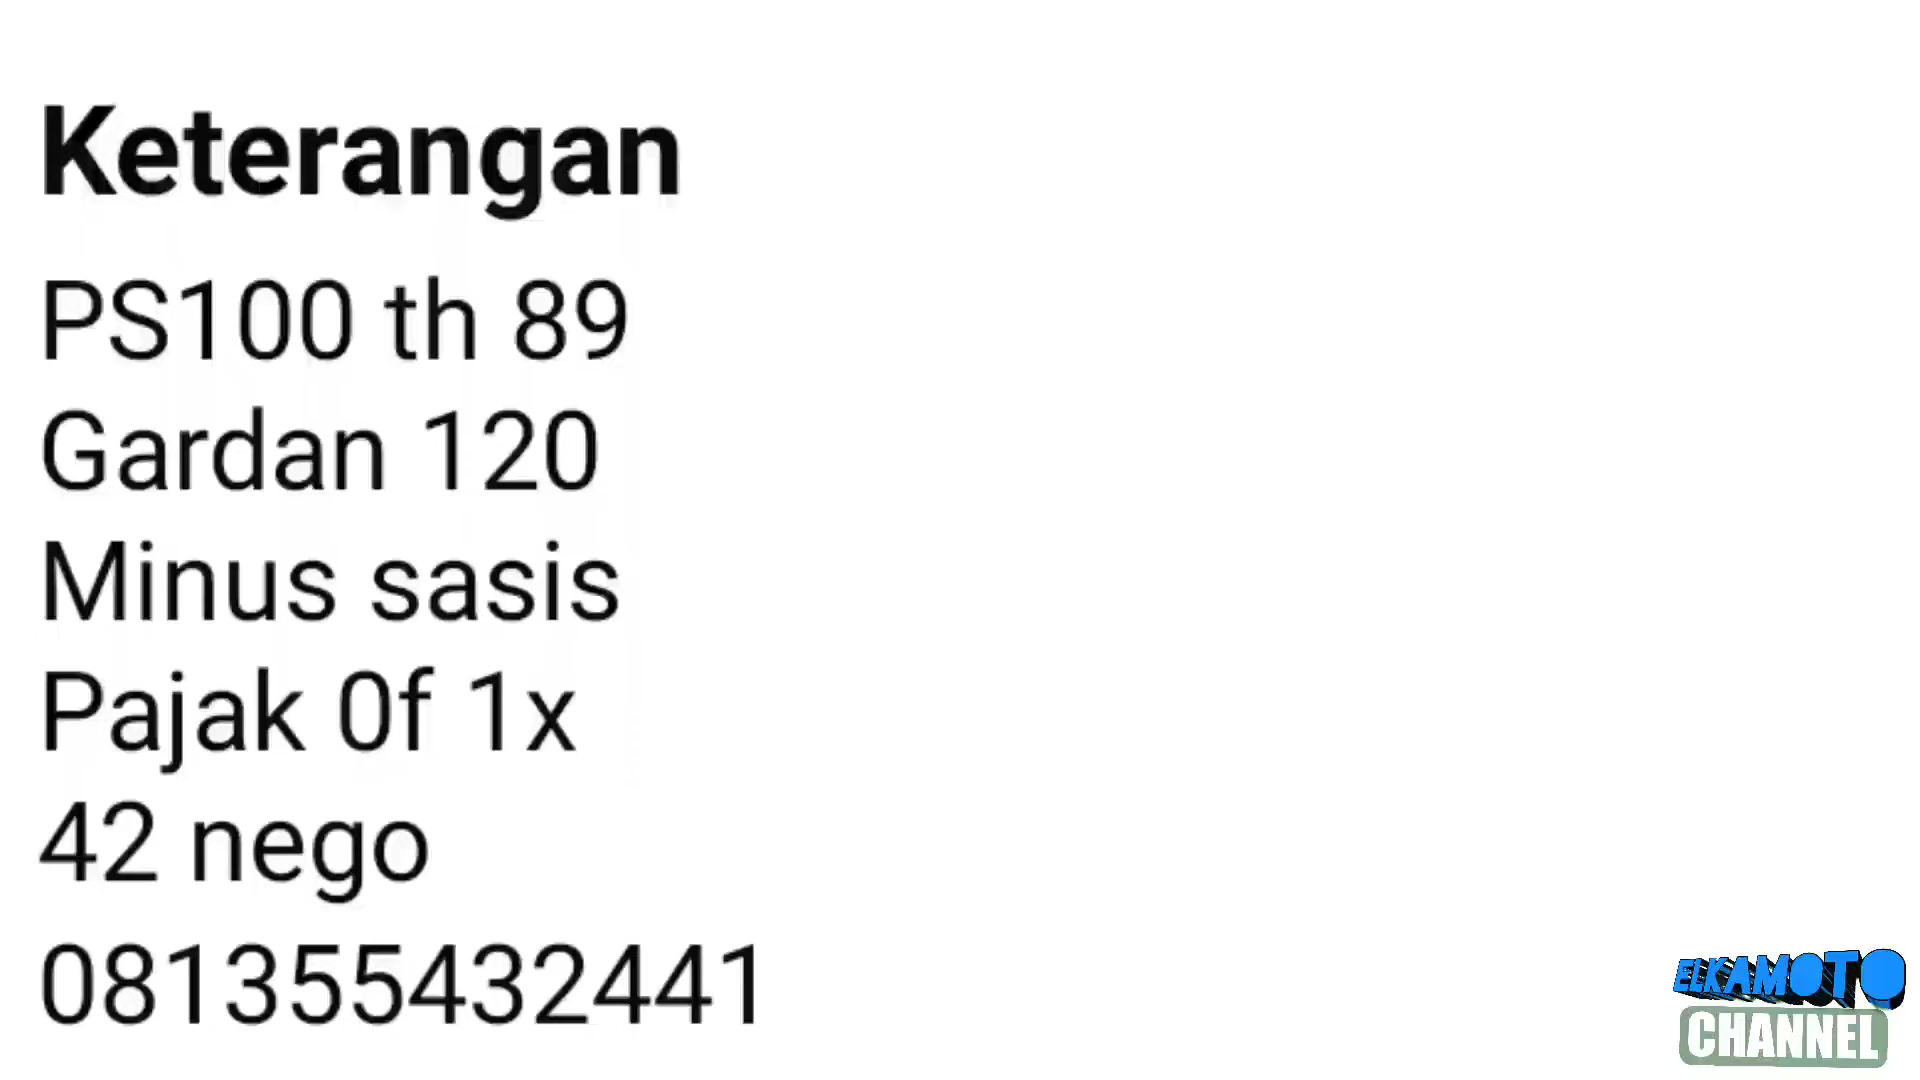 Keterangan
PS100 th 89
Gardan 120
Minus sasis
Pajak 0f 1x
42 nego
081355432441
ELKAMOTO
CHANNEL